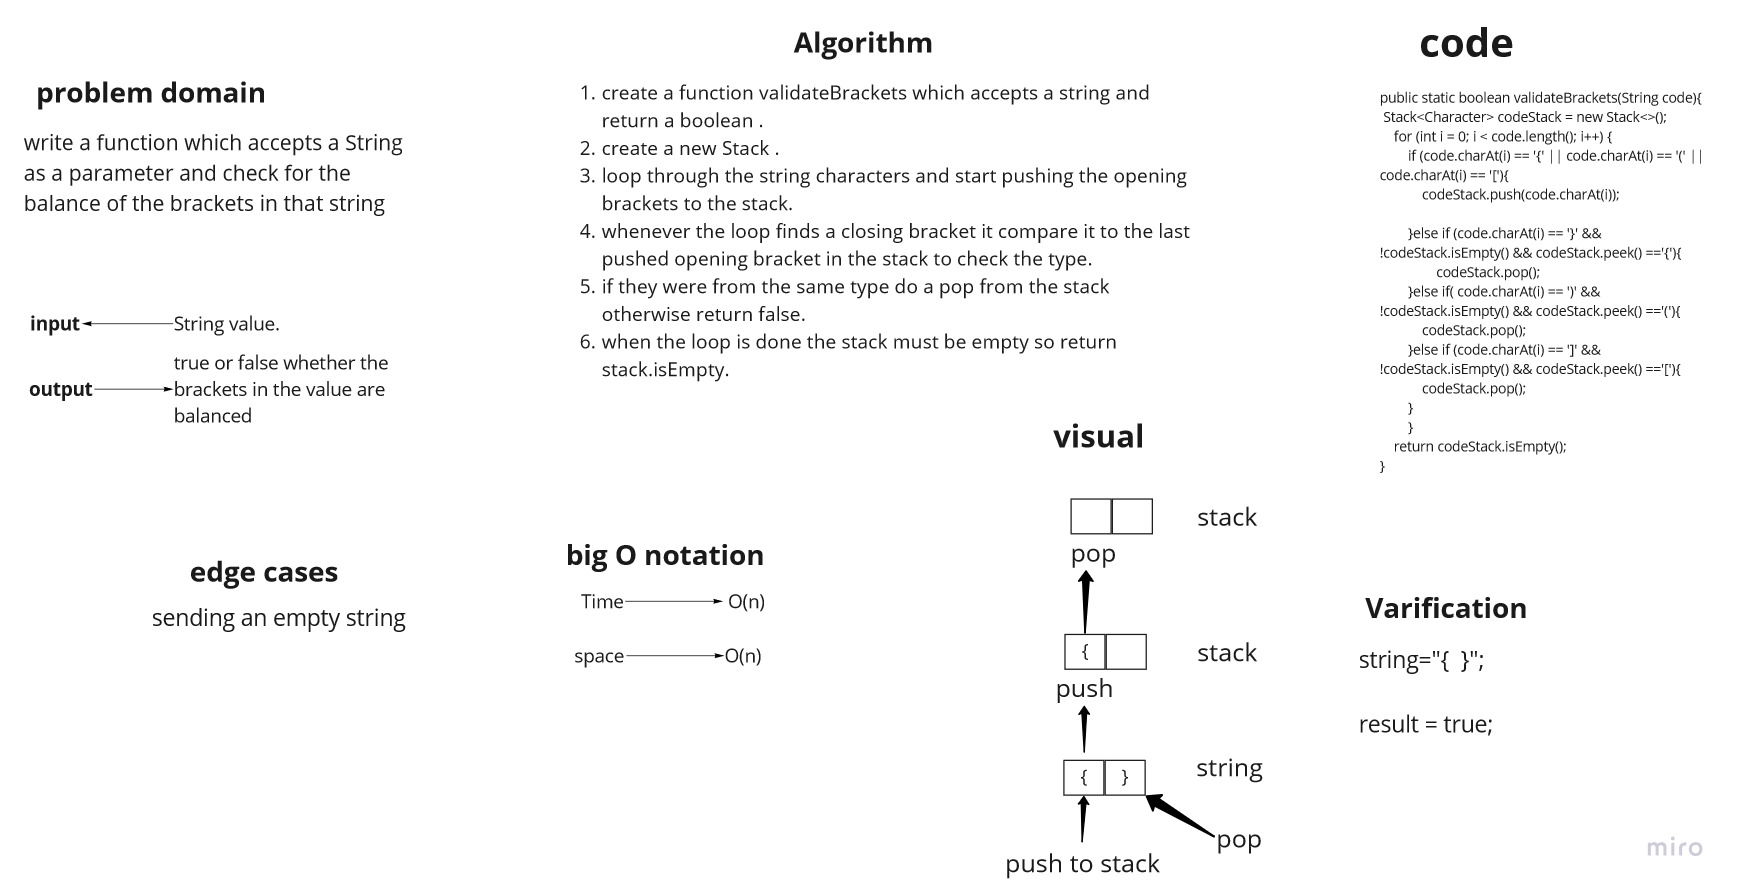 problem domain
write a function which accepts a String
as a parameter and check for the
balance of the brackets in that string
input
String value.
output
true or false whether the
brackets in the value are
balanced
edge cases
sending an empty string
Algorithm
1. create a function validateBrackets which accepts a string and
return a boolean .
2. create a new Stack .
3. loop through the string characters and start pushing the opening
brackets to the stack.
4. whenever the loop finds a closing bracket it compare it to the last
pushed opening bracket in the stack to check the type.
5. if they were from the same type do a pop from the stack
otherwise return false.
6. when the loop is done the stack must be empty so return
stack.isEmpty.
big O notation
Time O(n)
space O(n)
visual
stack
pop
{
stack
push
{ }
string
pop
push to stack
code
public static boolean validateBrackets(String code){
Stack<Character> codeStack = new Stack<>();
for (int i = 0; i < code.length(); i++) {
if (code.charAt(i) == '{' || code.charAt(i) == '(' ||
code.charAt(i) == '['){
codeStack.push(code.charAt(i));
}else if (code.charAt(i) == '}' &&
!codeStack.isEmpty() && codeStack.peek() =='{'){
codeStack.pop();
}else if( code.charAt(i) == ')' &&
!codeStack.isEmpty() && codeStack.peek() =='('){
codeStack.pop();
}else if (code.charAt(i) == ']' &&
!codeStack.isEmpty() && codeStack.peek() =='['){
codeStack.pop();
}
}
return codeStack.isEmpty();
}
Varification
string="{ }";
result = true;
miro